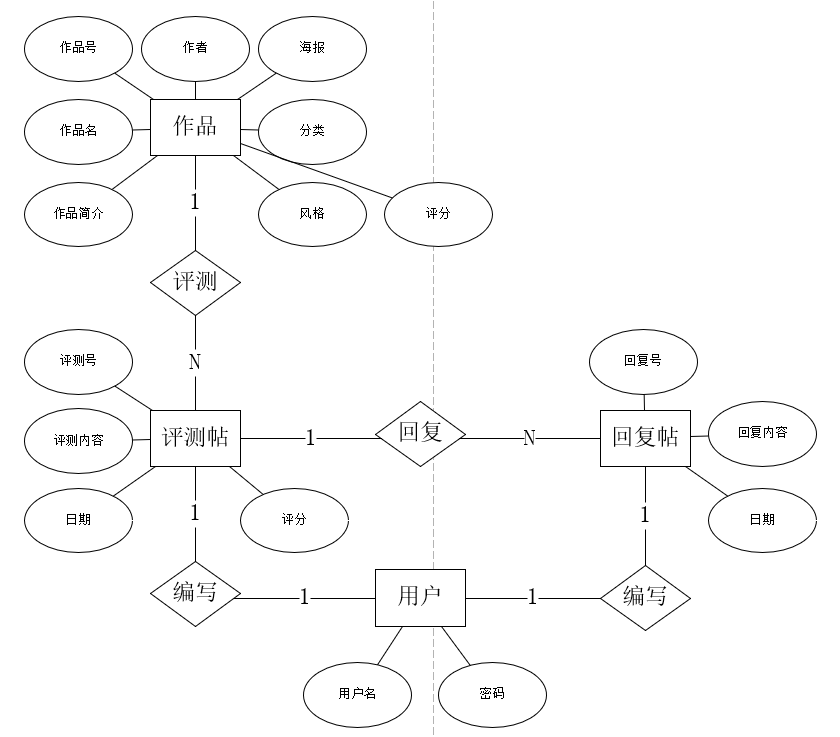 作品号
作者
海报
作品名
作品
分类
作品简介
1
风格
评分
评测
N
评测号
回复号
评测内容
评测帖
1
回复
N
回复帖
回复内容
日期
1
评分
1
日期
编写
1
用户
1
编写
用户名
密码